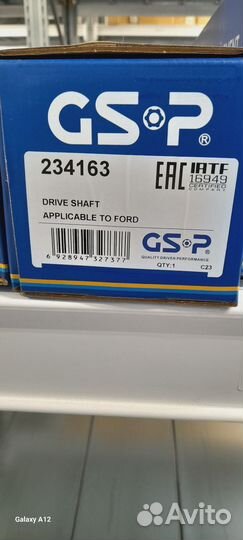 GSP®
234163
EAC IATF
16949
CERTIFIED
COMPANY
DRIVE SHAFT
APPLICABLE TO FORD
GSP®
QUALITY DRIVEN PERFORMANCE
6 928947 327377
QTY:1
C23
Galaxy A12
Avito